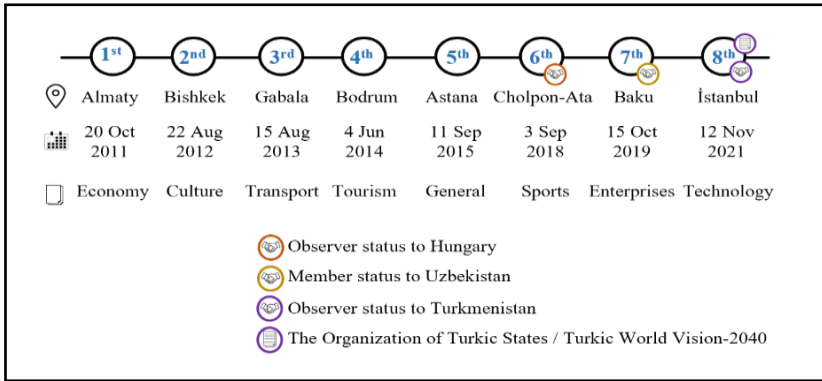 1st 2nd 3rd 4th 5th 6th 7th 8th
Almaty Bishkek Gabala Bodrum Astana Cholpon-Ata Baku İstanbul
20 Oct 22 Aug 15 Aug 4 Jun 11 Sep 3 Sep 15 Oct 12 Nov
2011 2012 2013 2014 2015 2018 2019 2021
Economy Culture Transport Tourism General Sports Enterprises Technology
Observer status to Hungary
Member status to Uzbekistan
Observer status to Turkmenistan
The Organization of Turkic States / Turkic World Vision-2040